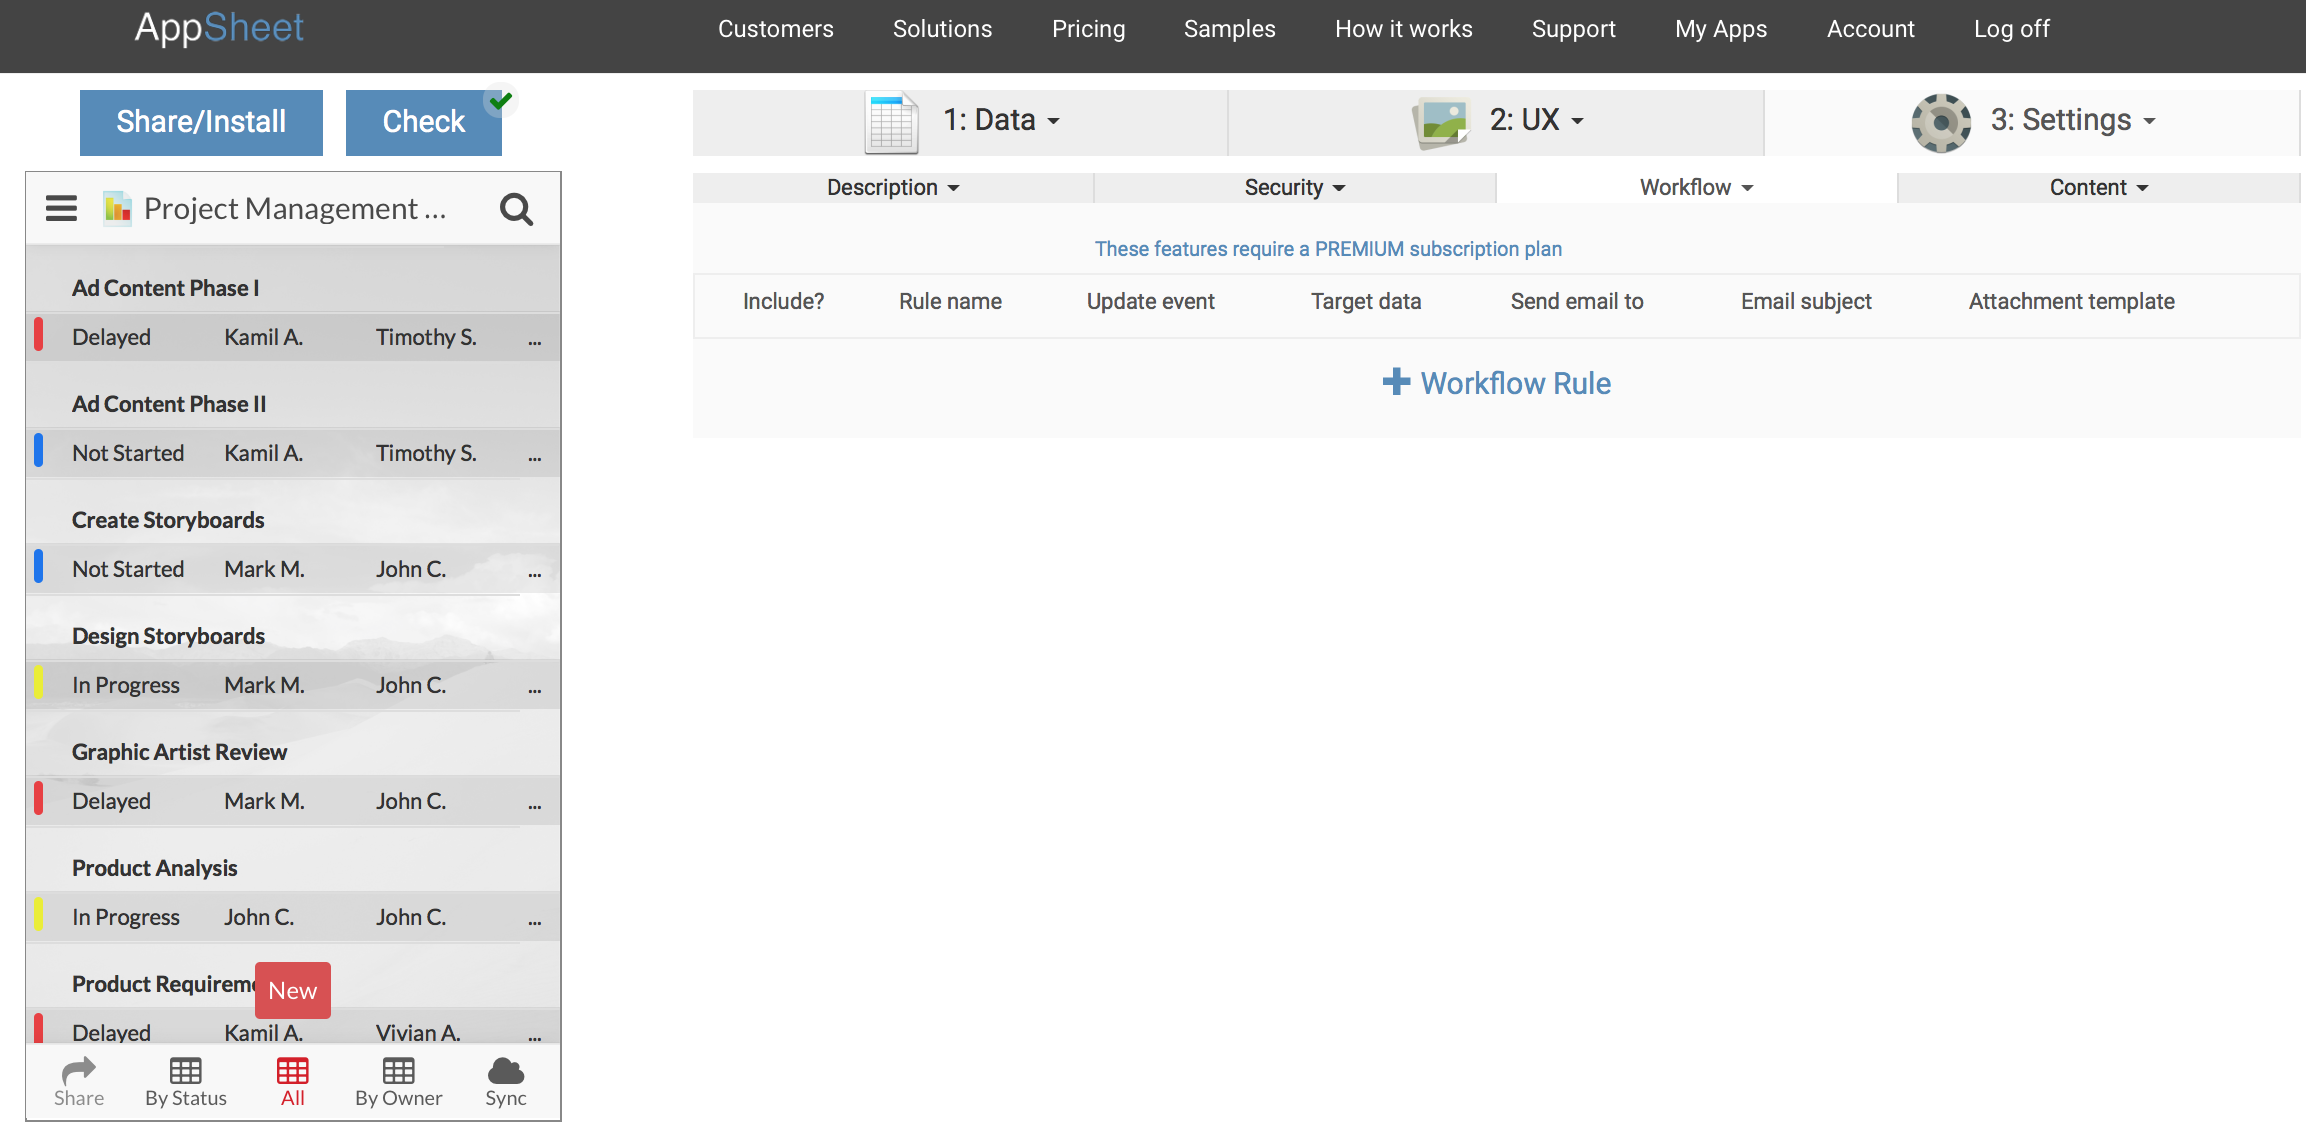 AppSheet
Customers Solutions Pricing Samples How it works Support My Apps Account Log off
Share/Install Check
1: Data 2: UX 3: Settings
Description Security Workflow Content
These features require a PREMIUM subscription plan
Include? Rule name Update event Target data Send email to Email subject Attachment template
Workflow Rule
Project Management ...
Ad Content Phase I
Delayed Kamil A. Timothy S. ...
Ad Content Phase II
Not Started Kamil A. Timothy S. ...
Create Storyboards
Not Started Mark M. John C. ...
Design Storyboards
In Progress Mark M. John C. ...
Graphic Artist Review
Delayed Mark M. John C. ...
Product Analysis
In Progress John C. John C. ...
Product
New
Delayed Kamil A. Vivian A. ...
Share By Status All By Owner Sync